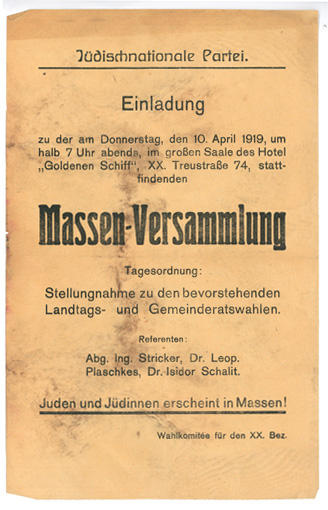 Jüdischnationale Partei.
Einladung
zu der am Donnerstag, den 10. April 1919, um
halb 7 Uhr abends, im großen Saale des Hotel
„Goldenen Schiff“, XX. Treustraße 74, statt-
findenden
Massen-Versammlung
Tagesordnung:
Stellungnahme zu den bevorstehenden
Landtags- und Gemeinderatswahlen.
Referenten:
Abg. Ing. Stricker, Dr. Leop.
Plaschkes, Dr. Isidor Schalit.
Juden und Jüdinnen erscheint in Massen!
Wahlkomitée für den XX. Bez.